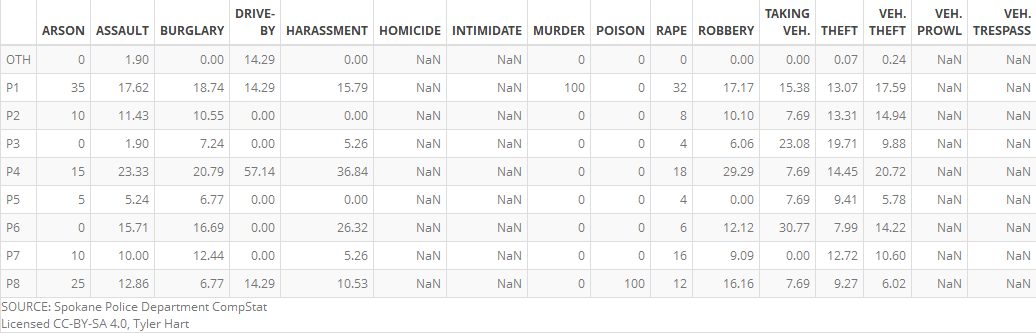 ARSON ASSAULT BURGLARY DRIVE-BY HARASSMENT HOMICIDE INTIMIDATE MURDER POISON RAPE ROBBERY TAKING VEH. THEFT VEH. THEFT VEH. PROWL VEH. TRESPASS
OTH 0 1.90 0.00 14.29 0.00 NaN NaN 0 0 0 0.00 0.00 0.07 0.24 NaN NaN
P1 35 17.62 18.74 14.29 15.79 NaN NaN 100 0 32 17.17 15.38 13.07 17.59 NaN NaN
P2 10 11.43 10.55 0.00 0.00 NaN NaN 0 0 8 10.10 7.69 13.31 14.94 NaN NaN
P3 0 1.90 7.24 0.00 5.26 NaN NaN 0 0 4 6.06 23.08 19.71 9.88 NaN NaN
P4 15 23.33 20.79 57.14 36.84 NaN NaN 0 0 18 29.29 7.69 14.45 20.72 NaN NaN
P5 5 5.24 6.77 0.00 0.00 NaN NaN 0 0 4 0.00 7.69 9.41 5.78 NaN NaN
P6 0 15.71 16.69 0.00 26.32 NaN NaN 0 0 6 12.12 30.77 7.99 14.22 NaN NaN
P7 10 10.00 12.44 0.00 5.26 NaN NaN 0 0 16 9.09 0.00 12.72 10.60 NaN NaN
P8 25 12.86 6.77 14.29 10.53 NaN NaN 0 100 12 16.16 7.69 9.27 6.02 NaN NaN
SOURCE: Spokane Police Department CompStat
Licensed CC-BY-SA 4.0, Tyler Hart